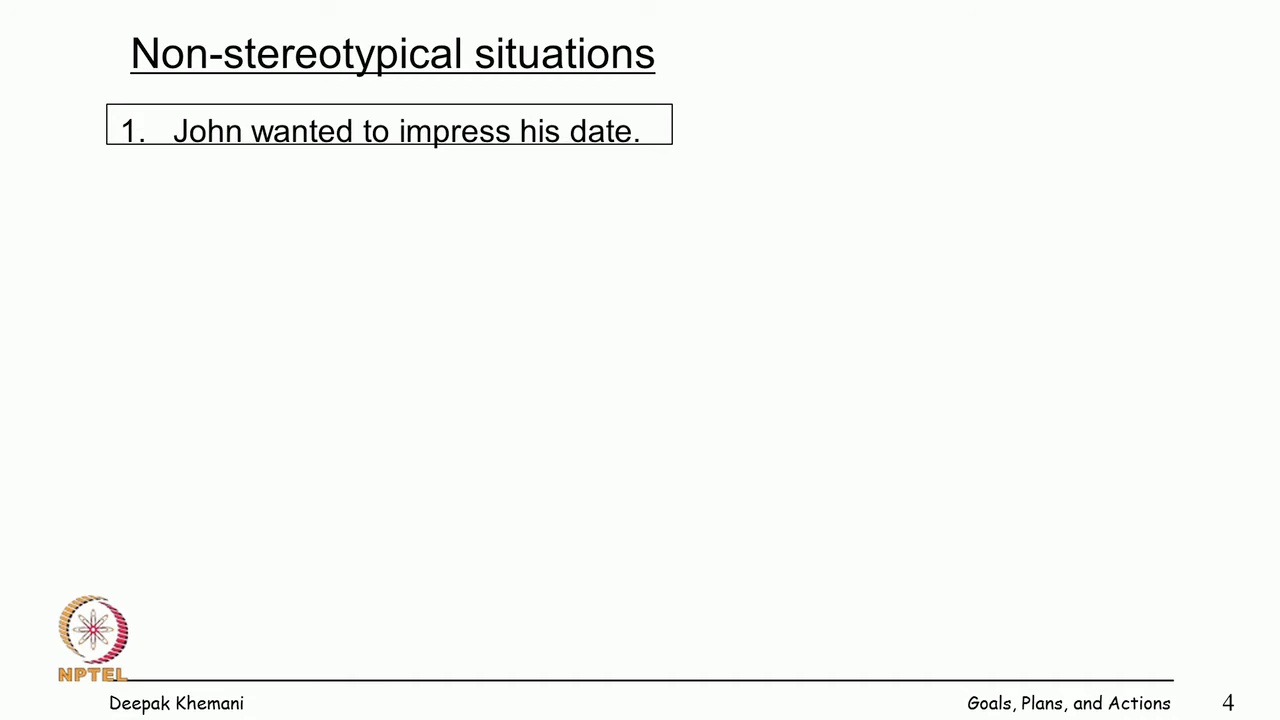 Non-stereotypical situations
1. John wanted to impress his date.
NPTEL
Deepak Khemani
Goals, Plans, and Actions
4